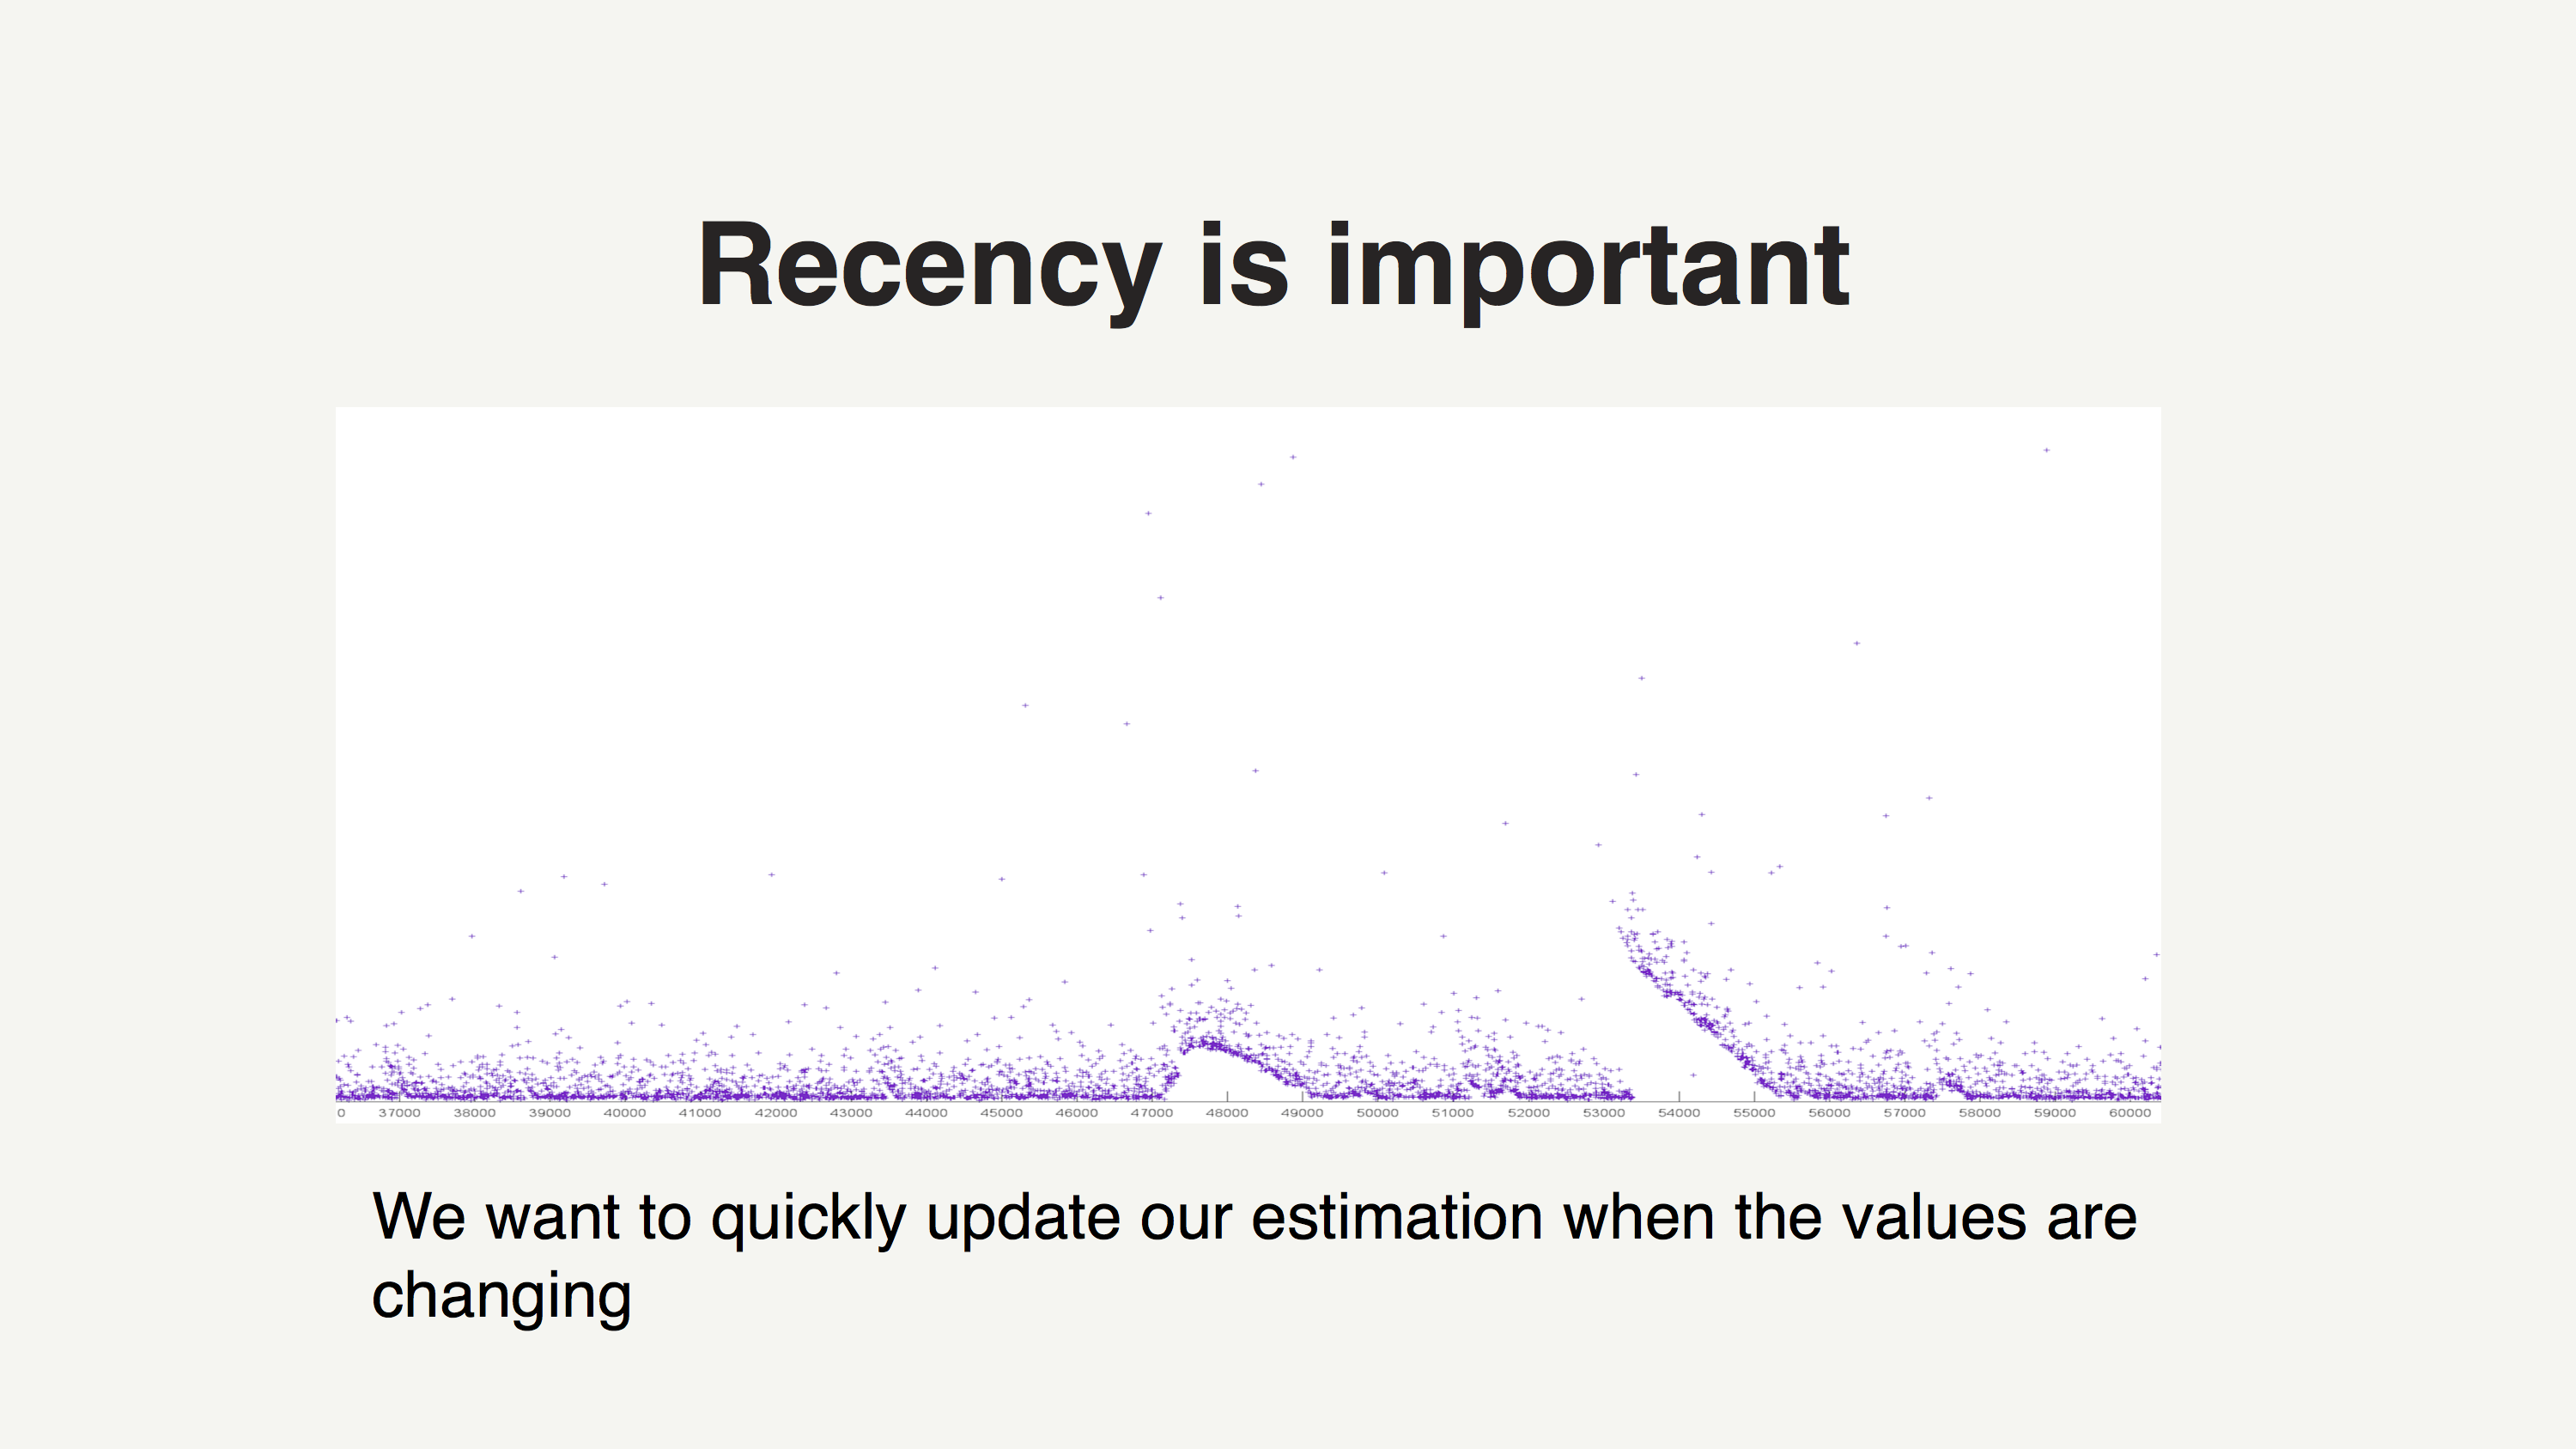 Recency is important
0 37000 38000 39000 40000 41000 42000 43000 44000 45000 46000 47000 48000 49000 50000 51000 52000 53000 54000 55000 56000 57000 58000 59000 60000
We want to quickly update our estimation when the values are
changing